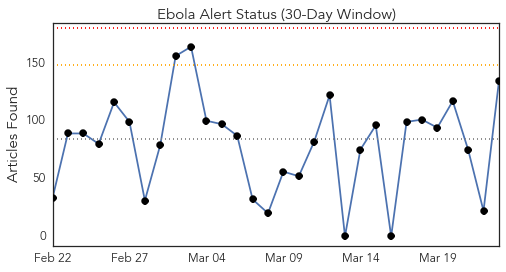 Ebola Alert Status (30-Day Window)
Articles Found
150
100
50
0
Feb 22
Feb 27
Mar 04
Mar 09
Mar 14
Mar 19